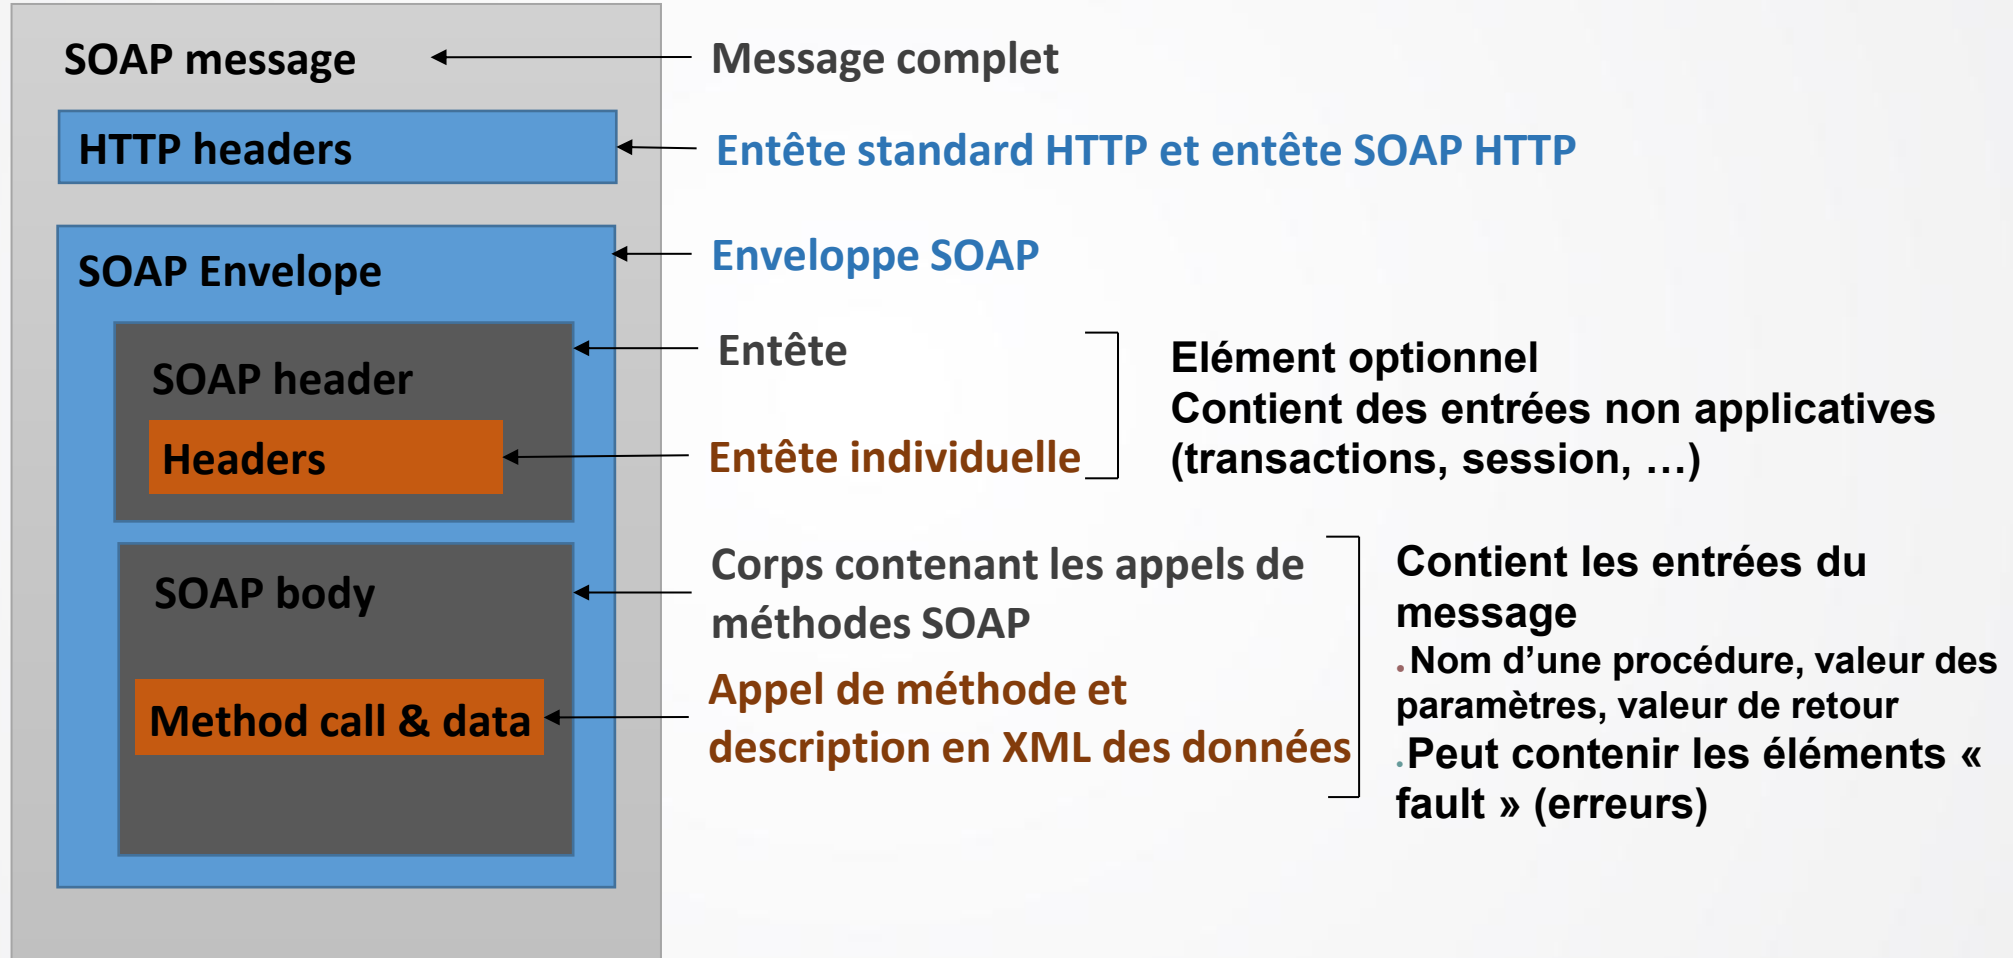 SOAP message
Message complet
HTTP headers
Entête standard HTTP et entête SOAP HTTP
SOAP Envelope
Enveloppe SOAP
SOAP header
Entête
Headers
Entête individuelle
Elément optionnel
Contient des entrées non applicatives
(transactions, session, …)
SOAP body
Corps contenant les appels de
méthodes SOAP
Method call & data
Appel de méthode et
description en XML des données
Contient les entrées du
message
.Nom d’une procédure, valeur des
paramètres, valeur de retour
.Peut contenir les éléments «
fault » (erreurs)